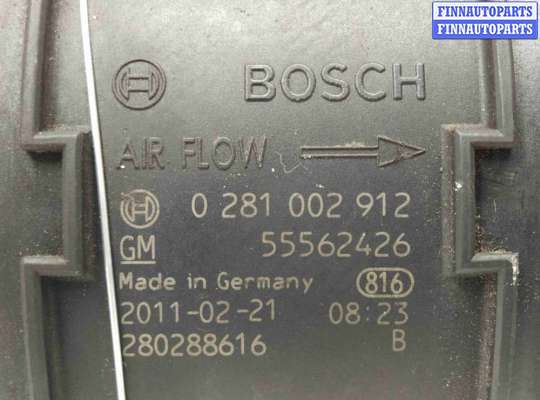 FINNAUTOPARTS
FINNAUTOPARTS
BOSCH
AIR FLOW
0 281 002 912
GM 55562426
Made in Germany 816
2011-02-21 08:23
280288616 B